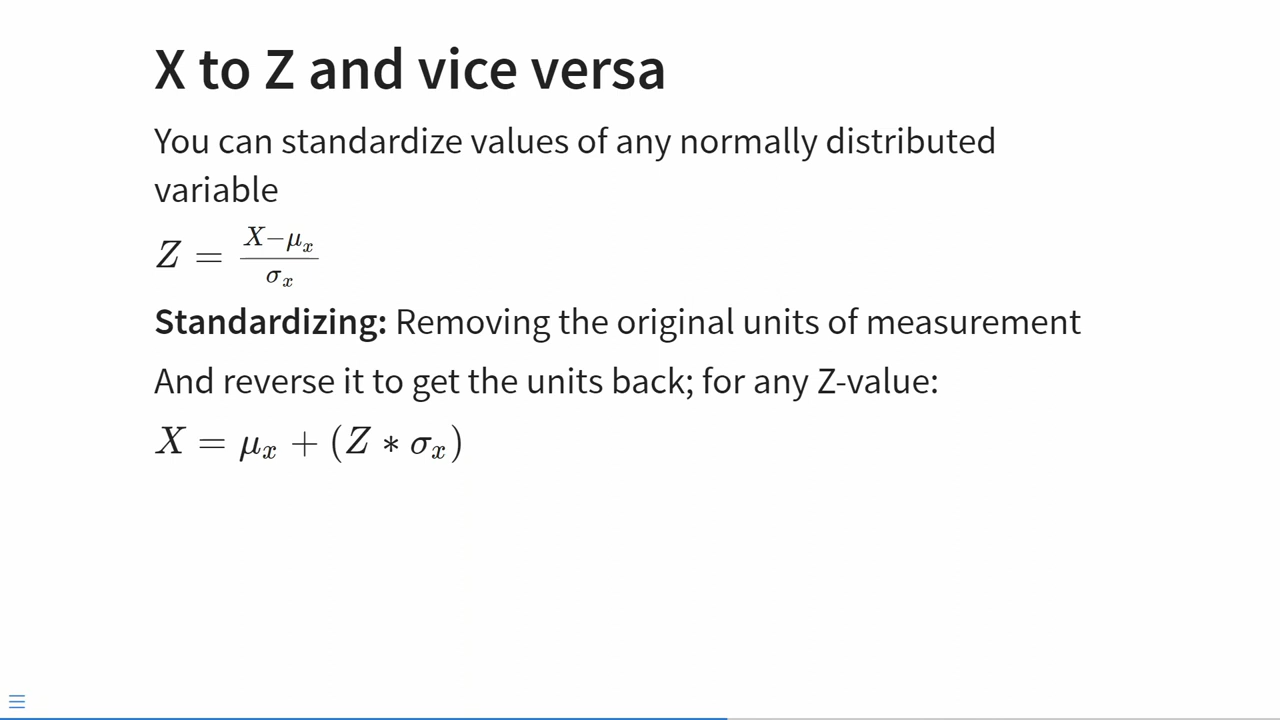 X to Z and vice versa
You can standardize values of any normally distributed
variable
Z = \frac{X-μ_x}{σ_x}
Standardizing: Removing the original units of measurement
And reverse it to get the units back; for any Z-value:
X = μ_x + (Z * σ_x)